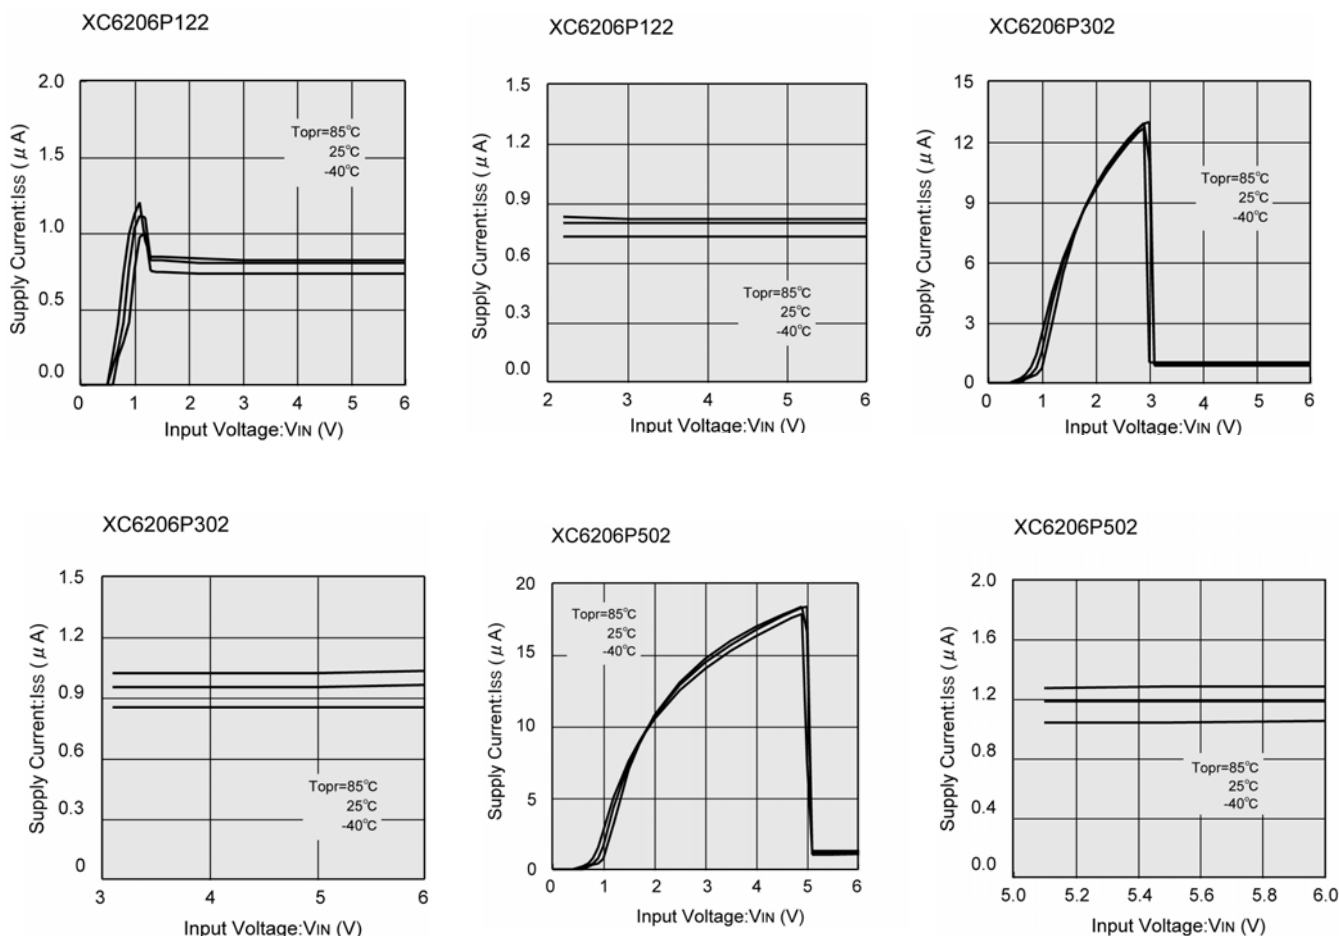 XC6206P122
2.0
1.5
1.0
0.5
0.0
Supply Current:ISS ( μ A)
Topr=85℃
25℃
-40℃
0 1 2 3 4 5 6
Input Voltage:VIN (V)
XC6206P122
1.5
1.2
0.9
0.6
0.3
0.0
Supply Current:ISS ( μ A)
Topr=85℃
25℃
-40℃
2 3 4 5 6
Input Voltage:VIN (V)
XC6206P302
15
12
9
6
3
0
Supply Current:ISS ( μ A)
Topr=85℃
25℃
-40℃
0 1 2 3 4 5 6
Input Voltage:VIN (V)
XC6206P302
1.5
1.2
0.9
0.6
0.3
0
Supply Current:ISS ( μ A)
Topr=85℃
25℃
-40℃
3 4 5 6
Input Voltage:VIN (V)
XC6206P502
20
15
10
5
0
Supply Current:ISS ( μ A)
Topr=85℃
25℃
-40℃
0 1 2 3 4 5 6
Input Voltage:VIN (V)
XC6206P502
2.0
1.6
1.2
0.8
0.4
0.0
Supply Current:ISS ( μ A)
Topr=85℃
25℃
-40℃
5.0 5.2 5.4 5.6 5.8 6.0
Input Voltage:VIN (V)